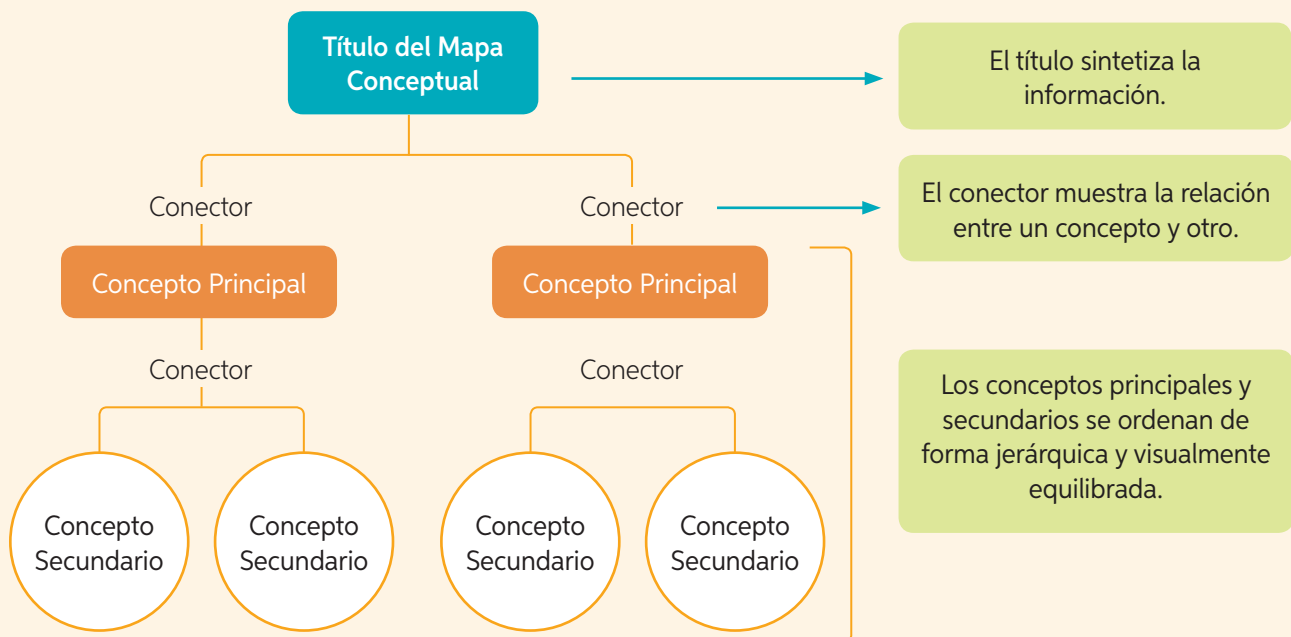 Título del Mapa
Conceptual
El título sintetiza la
información.
Conector
Conector
El conector muestra la relación
entre un concepto y otro.
Concepto Principal
Concepto Principal
Conector
Conector
Los conceptos principales y
secundarios se ordenan de
forma jerárquica y visualmente
equilibrada.
Concepto
Secundario
Concepto
Secundario
Concepto
Secundario
Concepto
Secundario